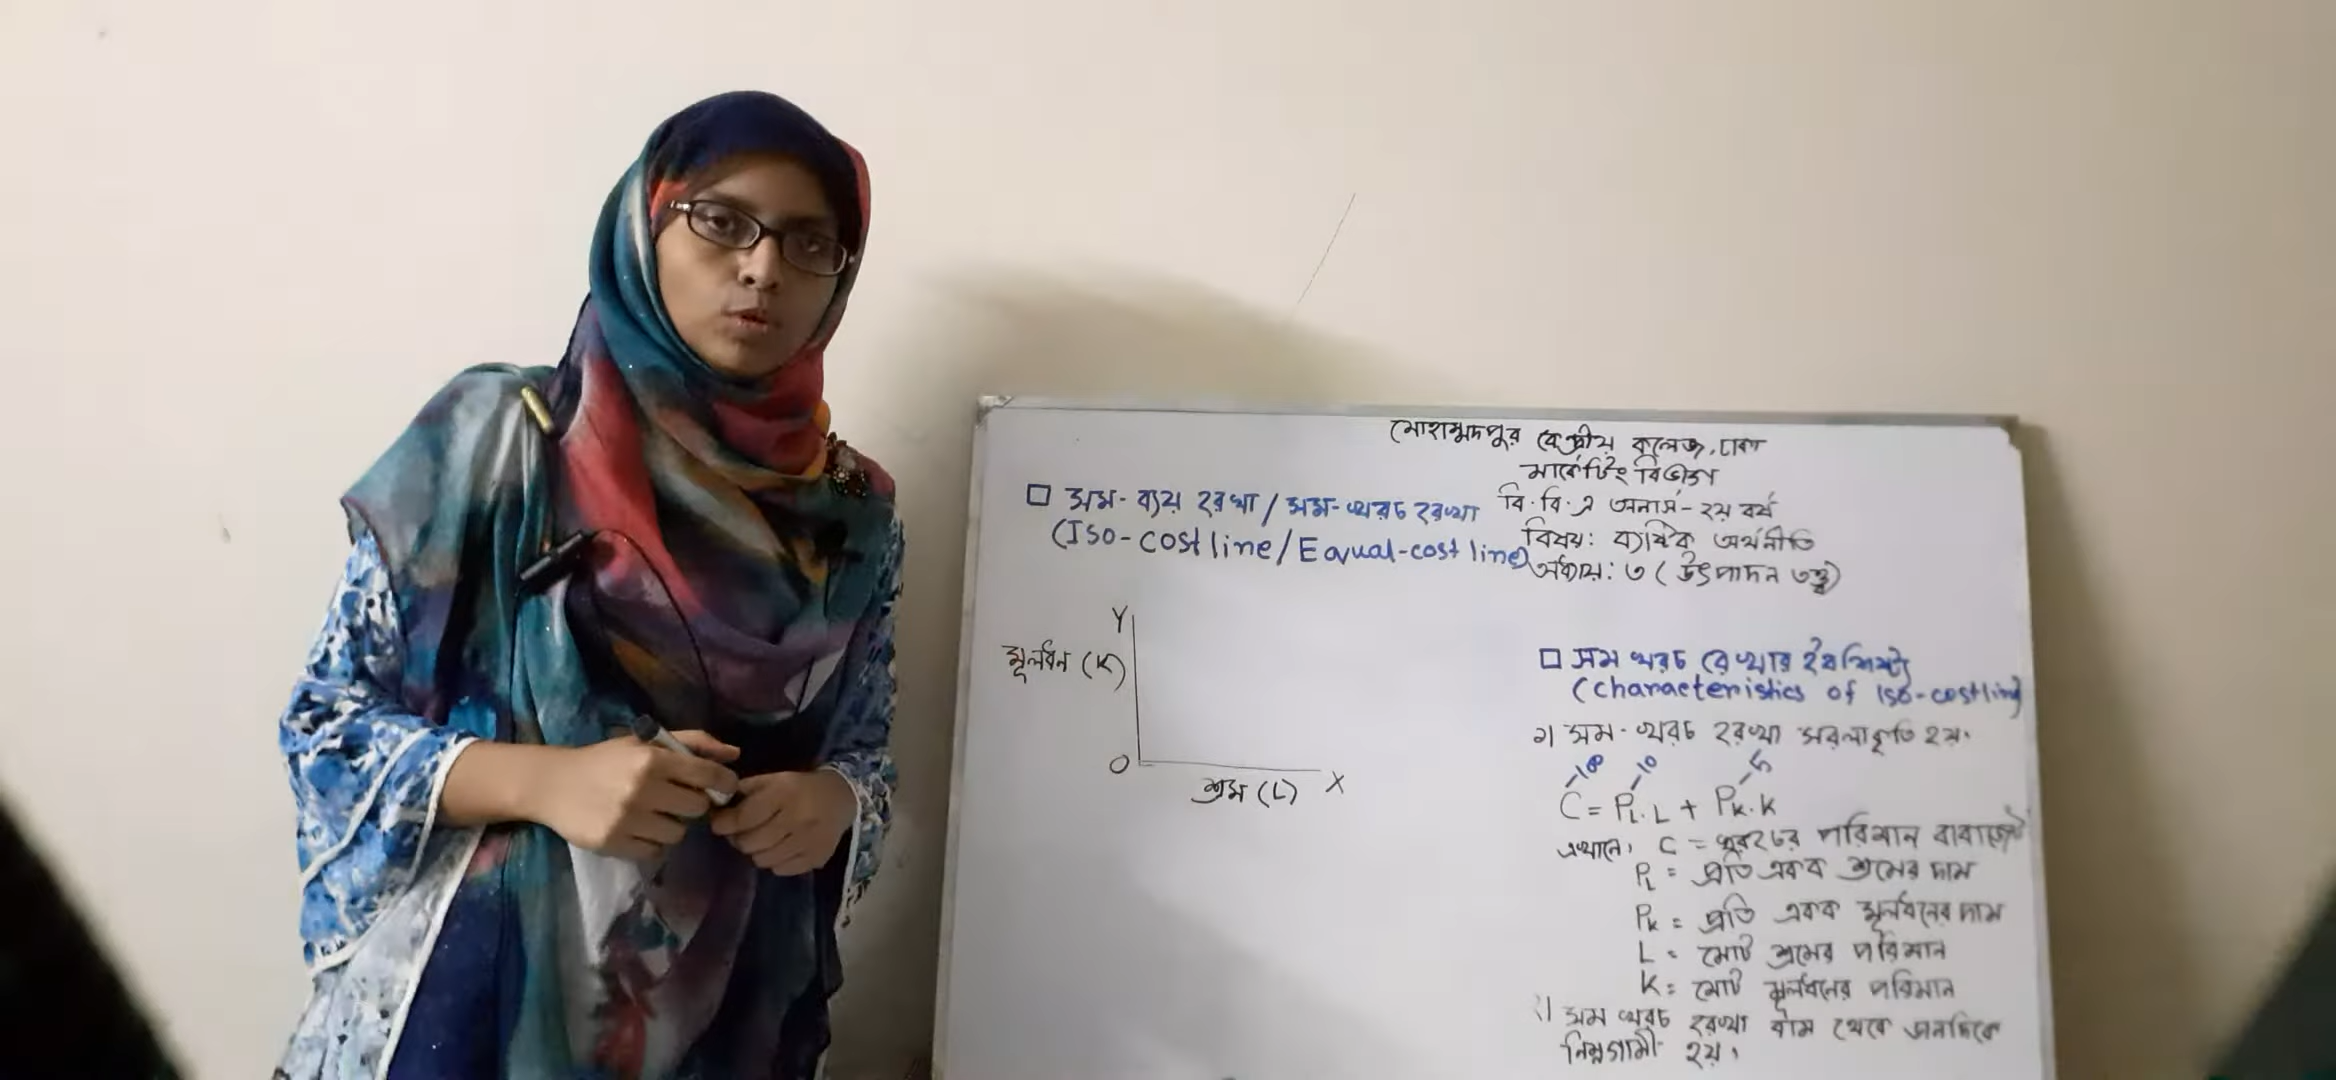 মোহাম্মদপুর কেন্দ্রীয় কলেজ, ঢাকা
মার্কেটিং বিভাগ
বি.বি.এ অনার্স - ২য় বর্ষ
বিষয়: ব্যষ্টিক অর্থনীতি
অধ্যায়: ৩ (উৎপাদন তত্ত্ব)
□ সম-ব্যয় রেখা / সম-খরচ রেখা
(Iso-cost line/Equal-cost line)
Y
মূলধন (K)
O
শ্রম (L) X
□ সম খরচ রেখার বৈশিষ্ট্য
(characteristics of Iso-cost line)
১। সম-খরচ রেখা সরলাকৃতি হয়।
10
C = PL.L + Pk.K
এখানে, C = খরচের পরিমান বা বাজেট
PL = প্রতি একক শ্রমের দাম
Pk = প্রতি একক মূলধনের দাম
L = মোট শ্রমের পরিমান
K = মোট মূলধনের পরিমান
২। সম খরচ রেখা বাম থেকে ডানদিকে
নিম্নগামী হয়।